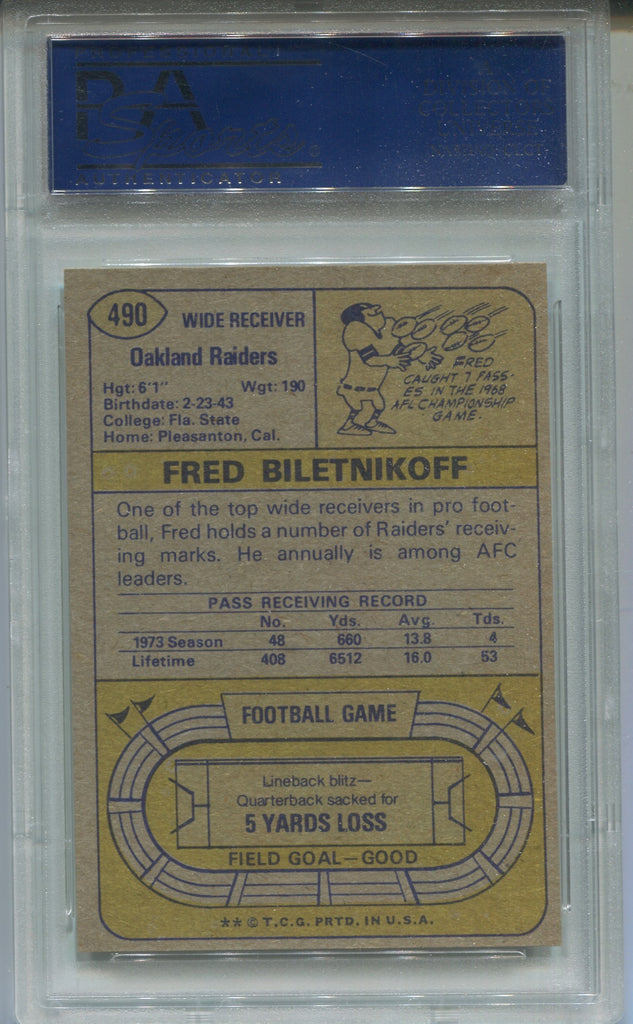 PSA
AUTHENTICATOR
490
WIDE RECEIVER
Oakland Raiders
Hgt: 6'1" Wgt: 190
Birthdate: 2-23-43
College: Fla. State
Home: Pleasanton, Cal.
FRED
CAUGHT 7 PASS-
ES IN THE 1968
AFL CHAMPIONSHIP
GAME.
FRED BILETNIKOFF
One of the top wide receivers in pro foot-
ball, Fred holds a number of Raiders' receiv-
ing marks. He annually is among AFC
leaders.
PASS RECEIVING RECORD
No. Yds. Avg. Tds.
1973 Season 48 660 13.8 4
Lifetime 408 6512 16.0 53
FOOTBALL GAME
Lineback blitz—
Quarterback sacked for
5 YARDS LOSS
FIELD GOAL—GOOD
** © T.C.G. PRTD. IN U.S.A.